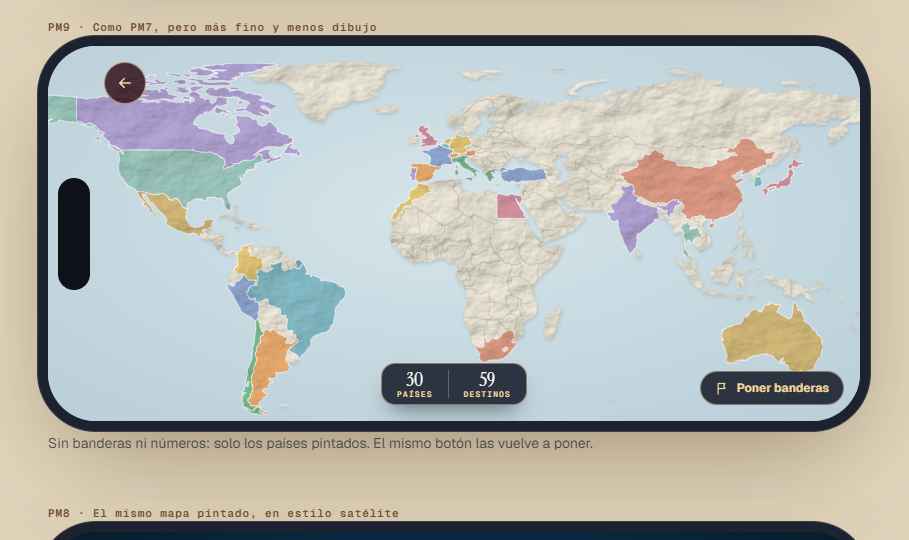 PM9 · Como PM7, pero más fino y menos dibujo
30
PAÍSES
59
DESTINOS
Poner banderas
Sin banderas ni números: solo los países pintados. El mismo botón las vuelve a poner.
PM8 · El mismo mapa pintado, en estilo satélite